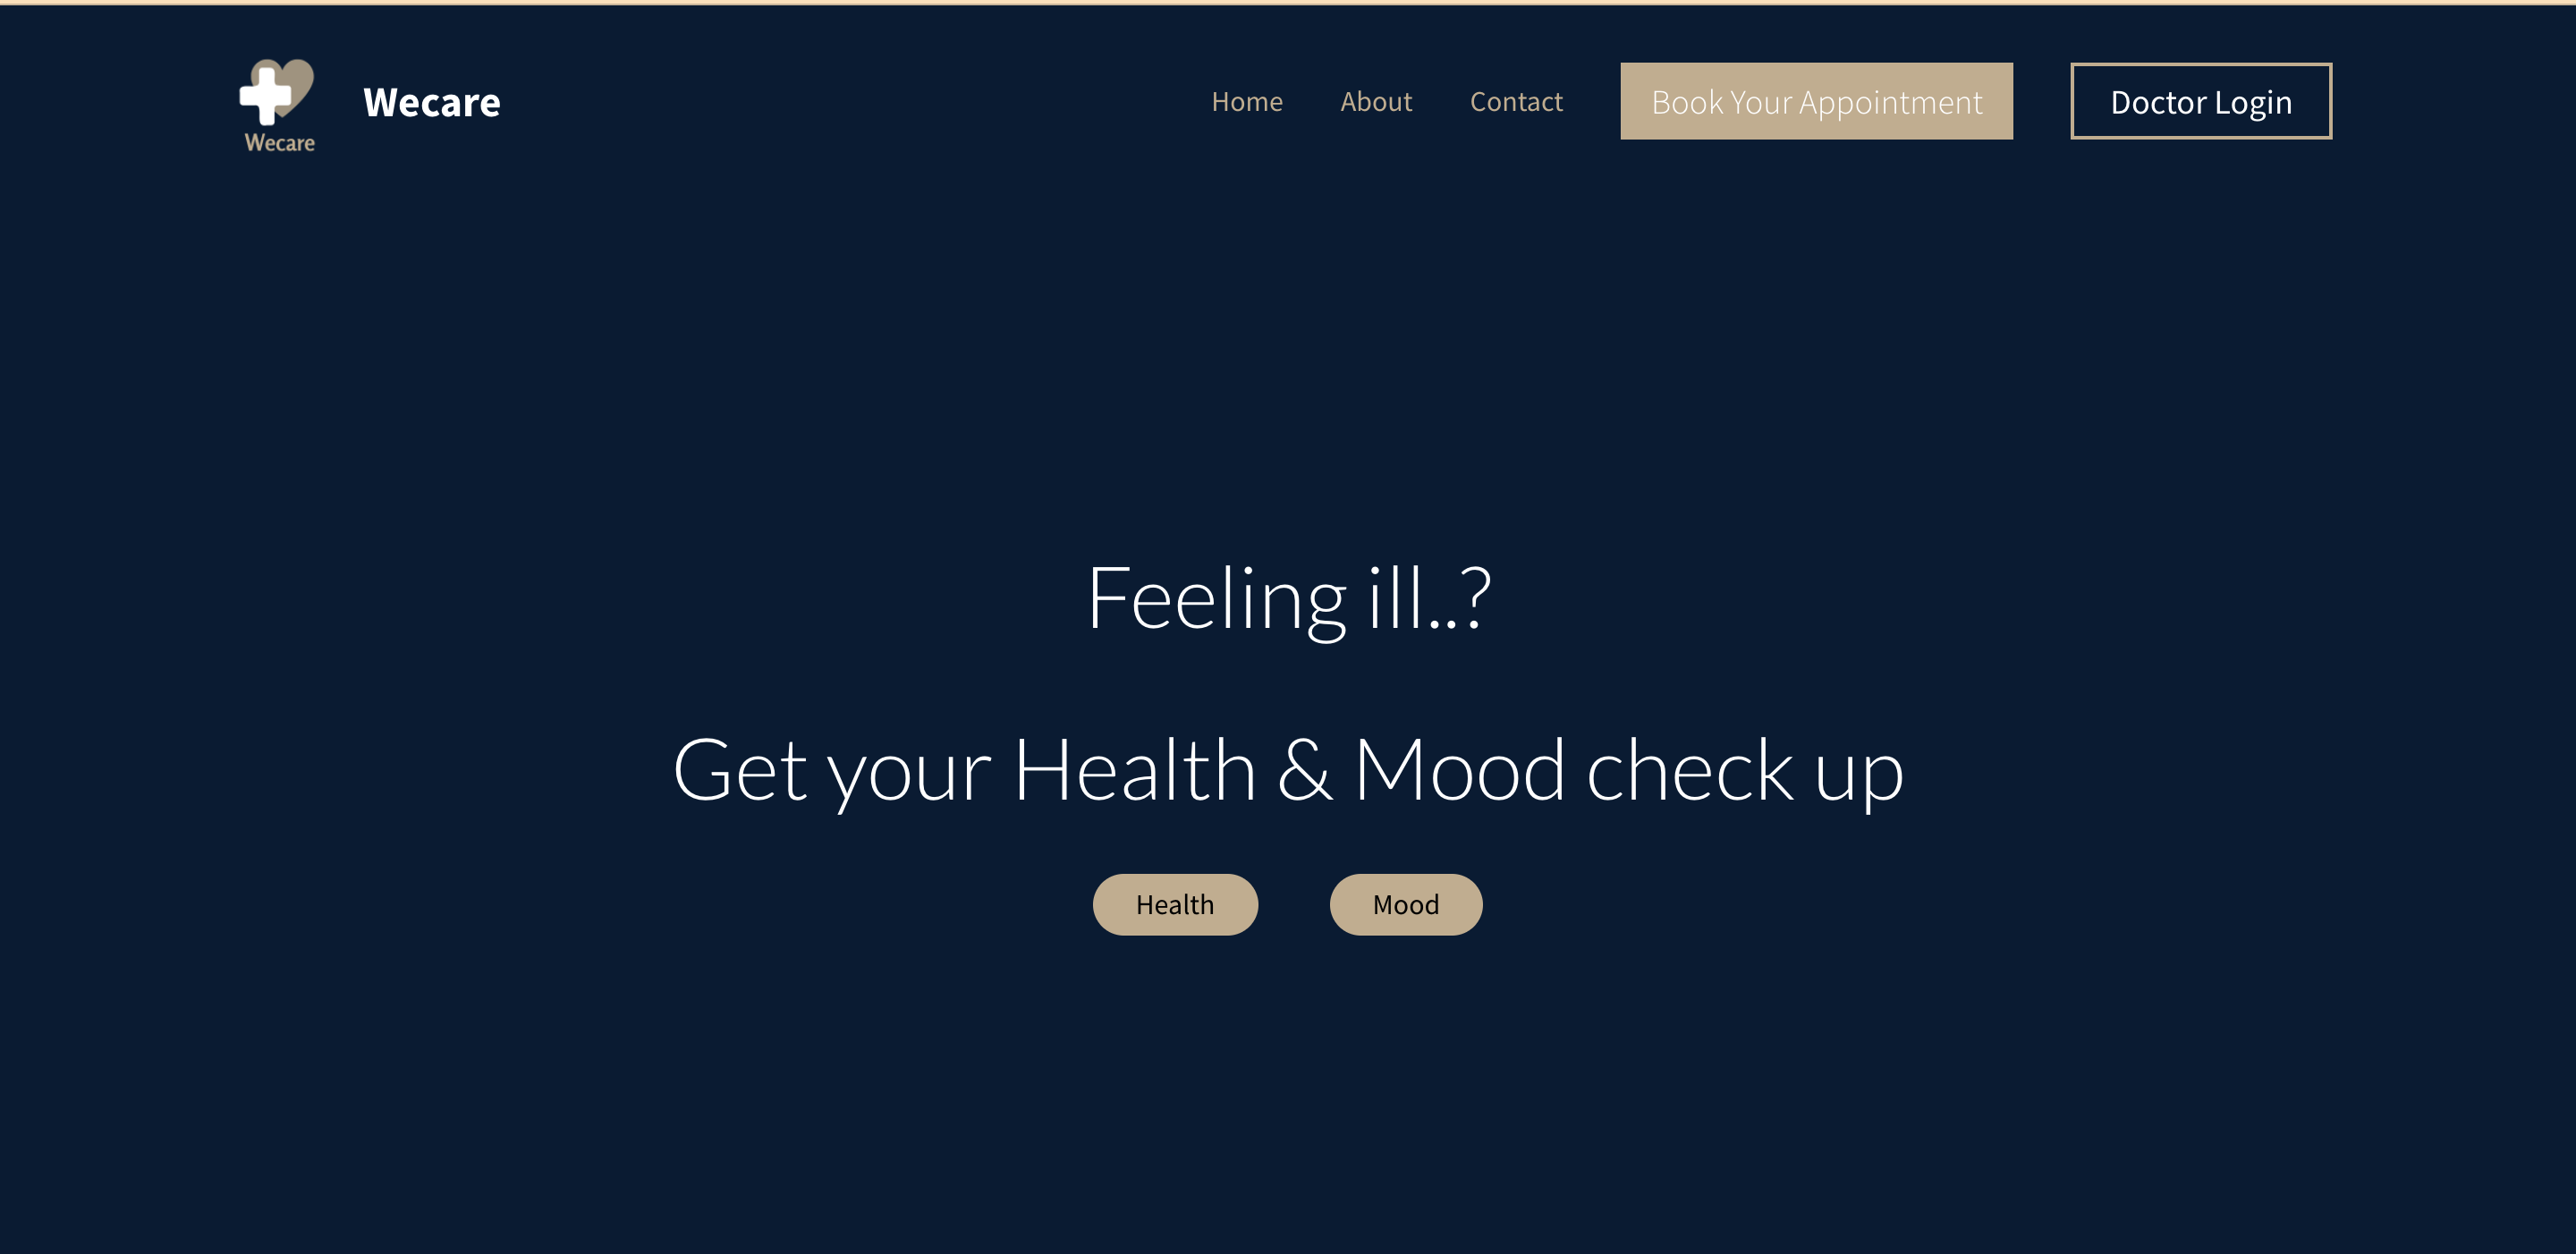 Wecare
Wecare
Home
About
Contact
Book Your Appointment
Doctor Login
Feeling ill..?
Get your Health & Mood check up
Health
Mood